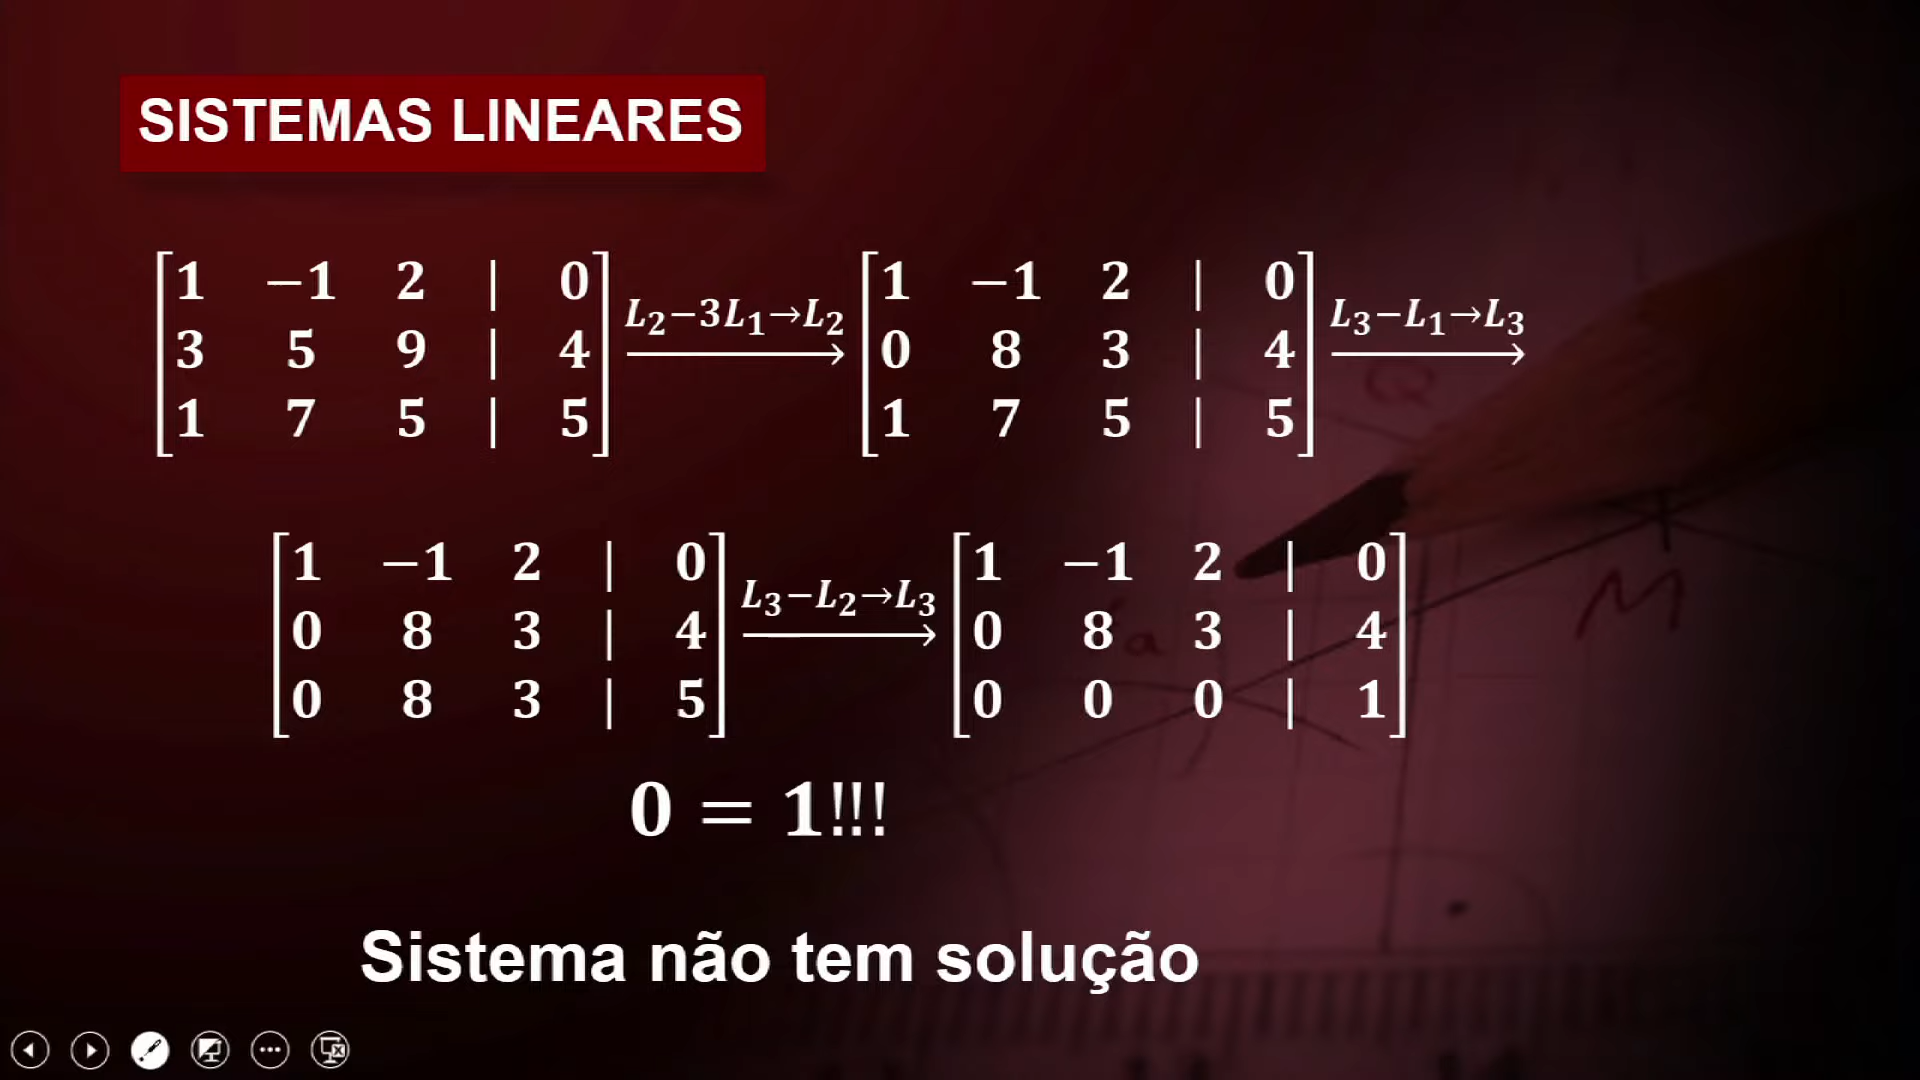 SISTEMAS LINEARES
[1 −1 2 | 0] L₂−3L₁→L₂ [1 −1 2 | 0] L₃−L₁→L₃
[3 5 9 | 4] [0 8 3 | 4]
[1 7 5 | 5] [1 7 5 | 5]
[1 −1 2 | 0] L₃−L₂→L₃ [1 −1 2 | 0]
[0 8 3 | 4] [0 8 3 | 4]
[0 8 3 | 5] [0 0 0 | 1]
0 = 1!!!
Sistema não tem solução
M
a
Q